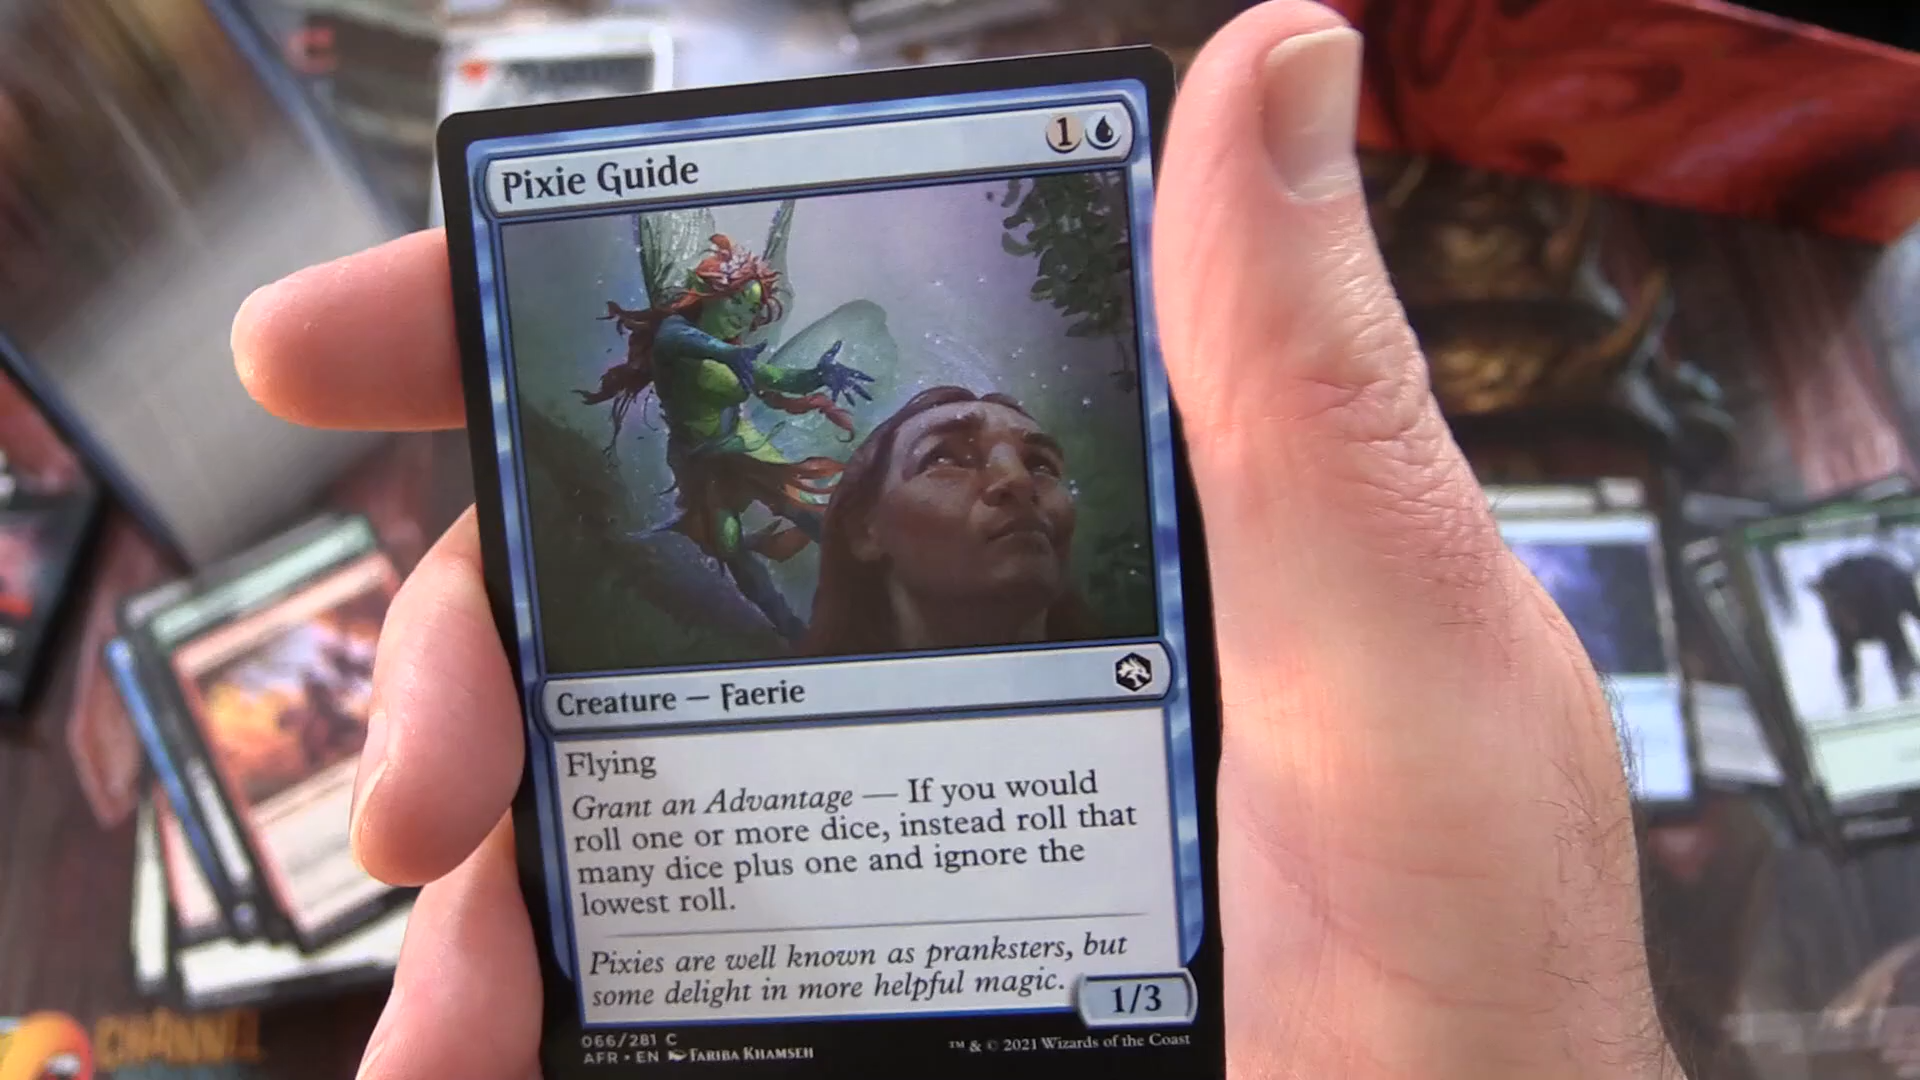 Pixie Guide
1
Creature — Faerie
Flying
Grant an Advantage — If you would
roll one or more dice, instead roll that
many dice plus one and ignore the
lowest roll.
Pixies are well known as pranksters, but
some delight in more helpful magic.
1/3
066/281 C
AFR • EN Fariba Khamseh
™ & © 2021 Wizards of the Coast
CHANNEL